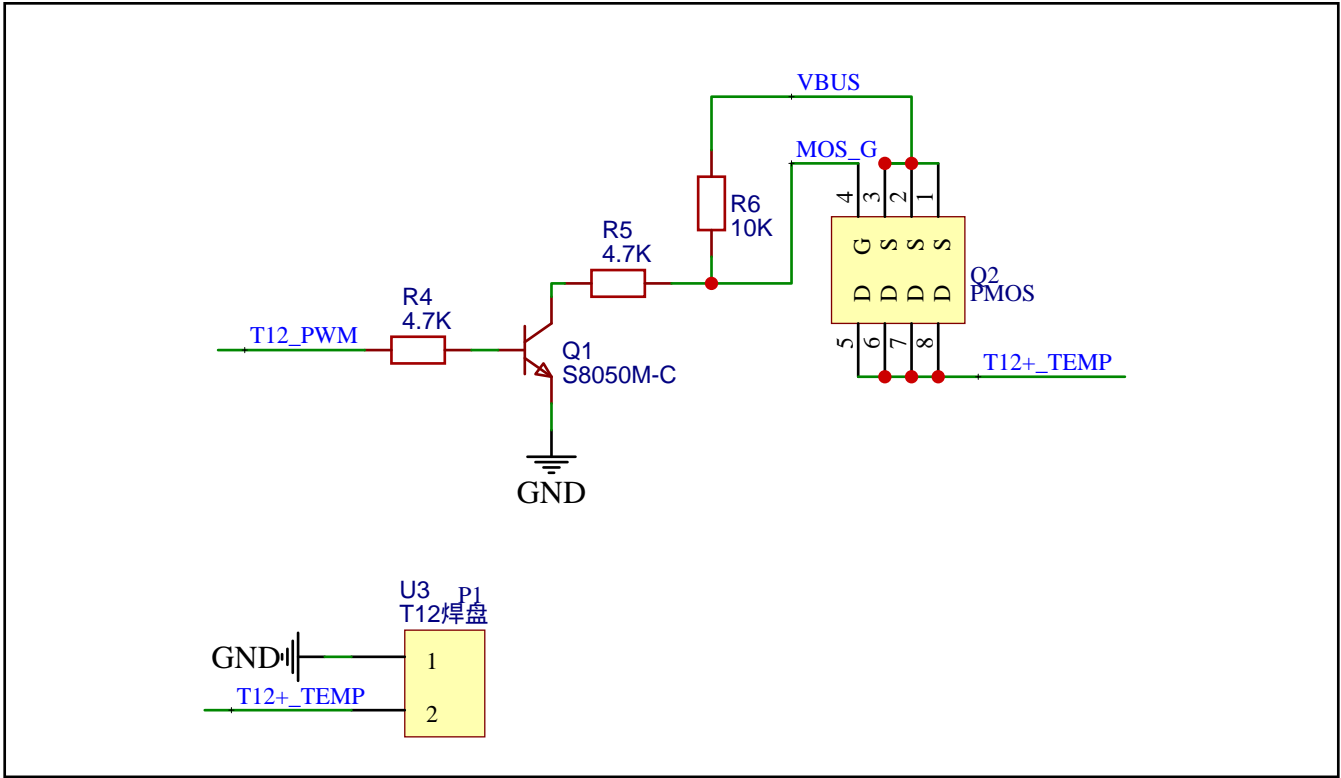 VBUS
MOS_G
4
3
2
1
R6
10K
R5
4.7K
G
S
S
S
D
D
D
D
Q2
PMOS
R4
4.7K
T12_PWM
Q1
S8050M-C
5
6
7
8
T12+_TEMP
GND
U3
P1
T12焊盘
GND
1
T12+_TEMP
2